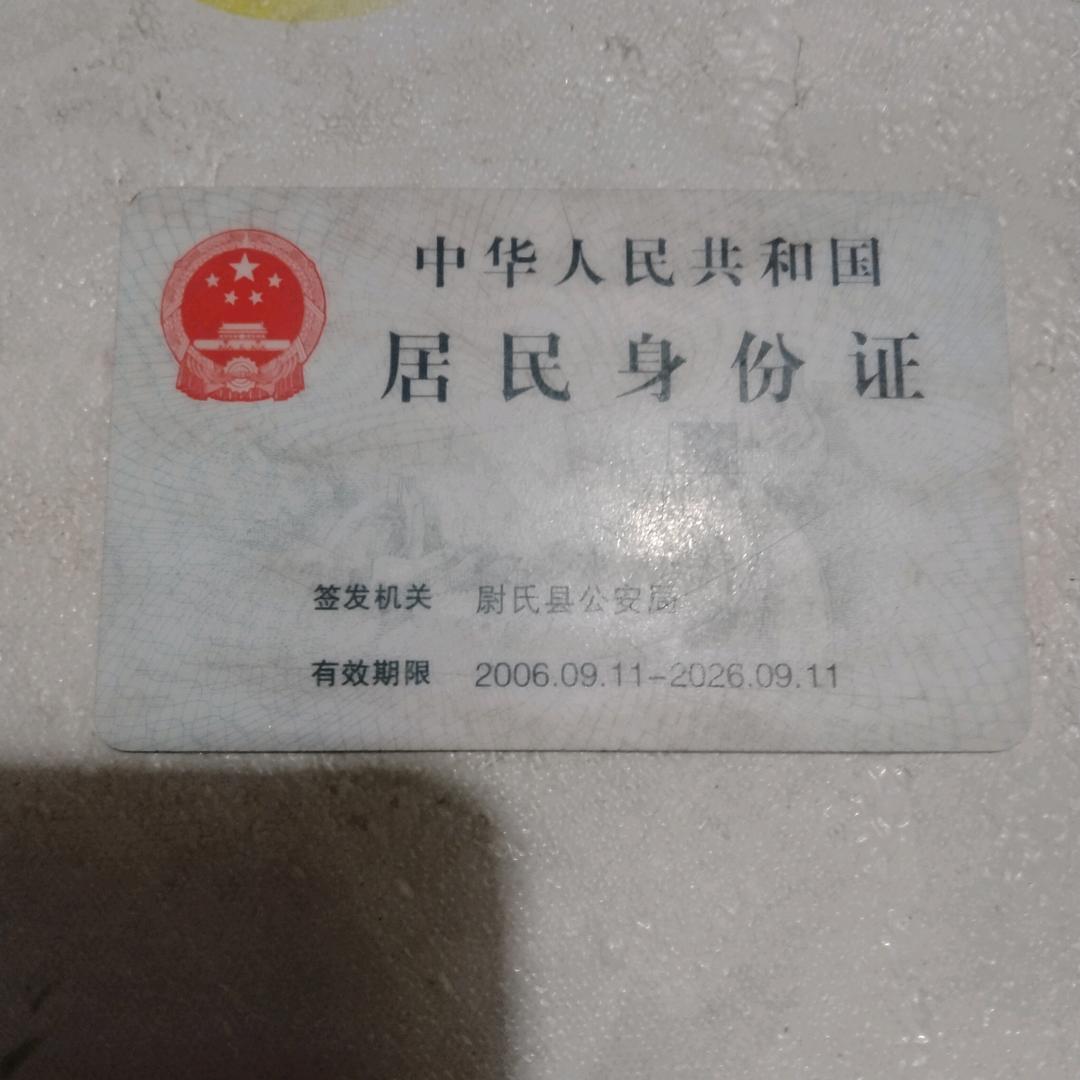 中华人民共和国
居民身份证
签发机关 尉氏县公安局
有效期限 2006.09.11-2026.09.11